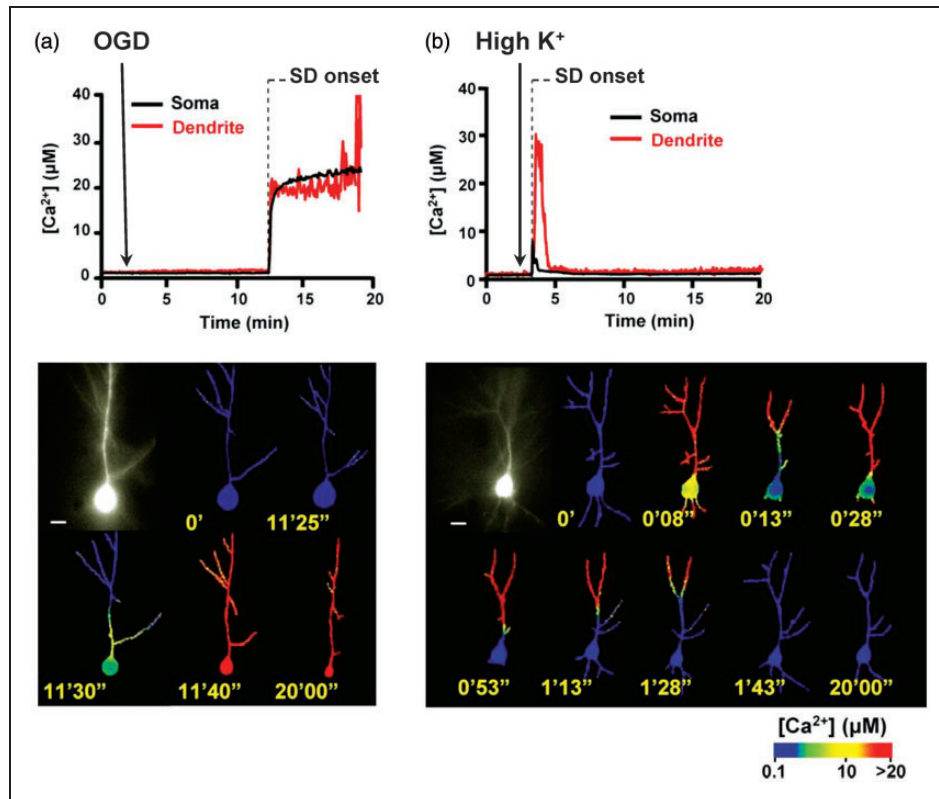 (a) OGD
SD onset
Soma
Dendrite
[Ca²⁺] (µM)
40
30
20
10
0
0 5 10 15 20
Time (min)
(b) High K⁺
SD onset
Soma
Dendrite
[Ca²⁺] (µM)
40
30
20
10
0
0 5 10 15 20
Time (min)
0' 11'25"
11'30" 11'40" 20'00"
0' 0'08" 0'13" 0'28"
0'53" 1'13" 1'28" 1'43" 20'00"
[Ca²⁺] (µM)
0.1 10 >20